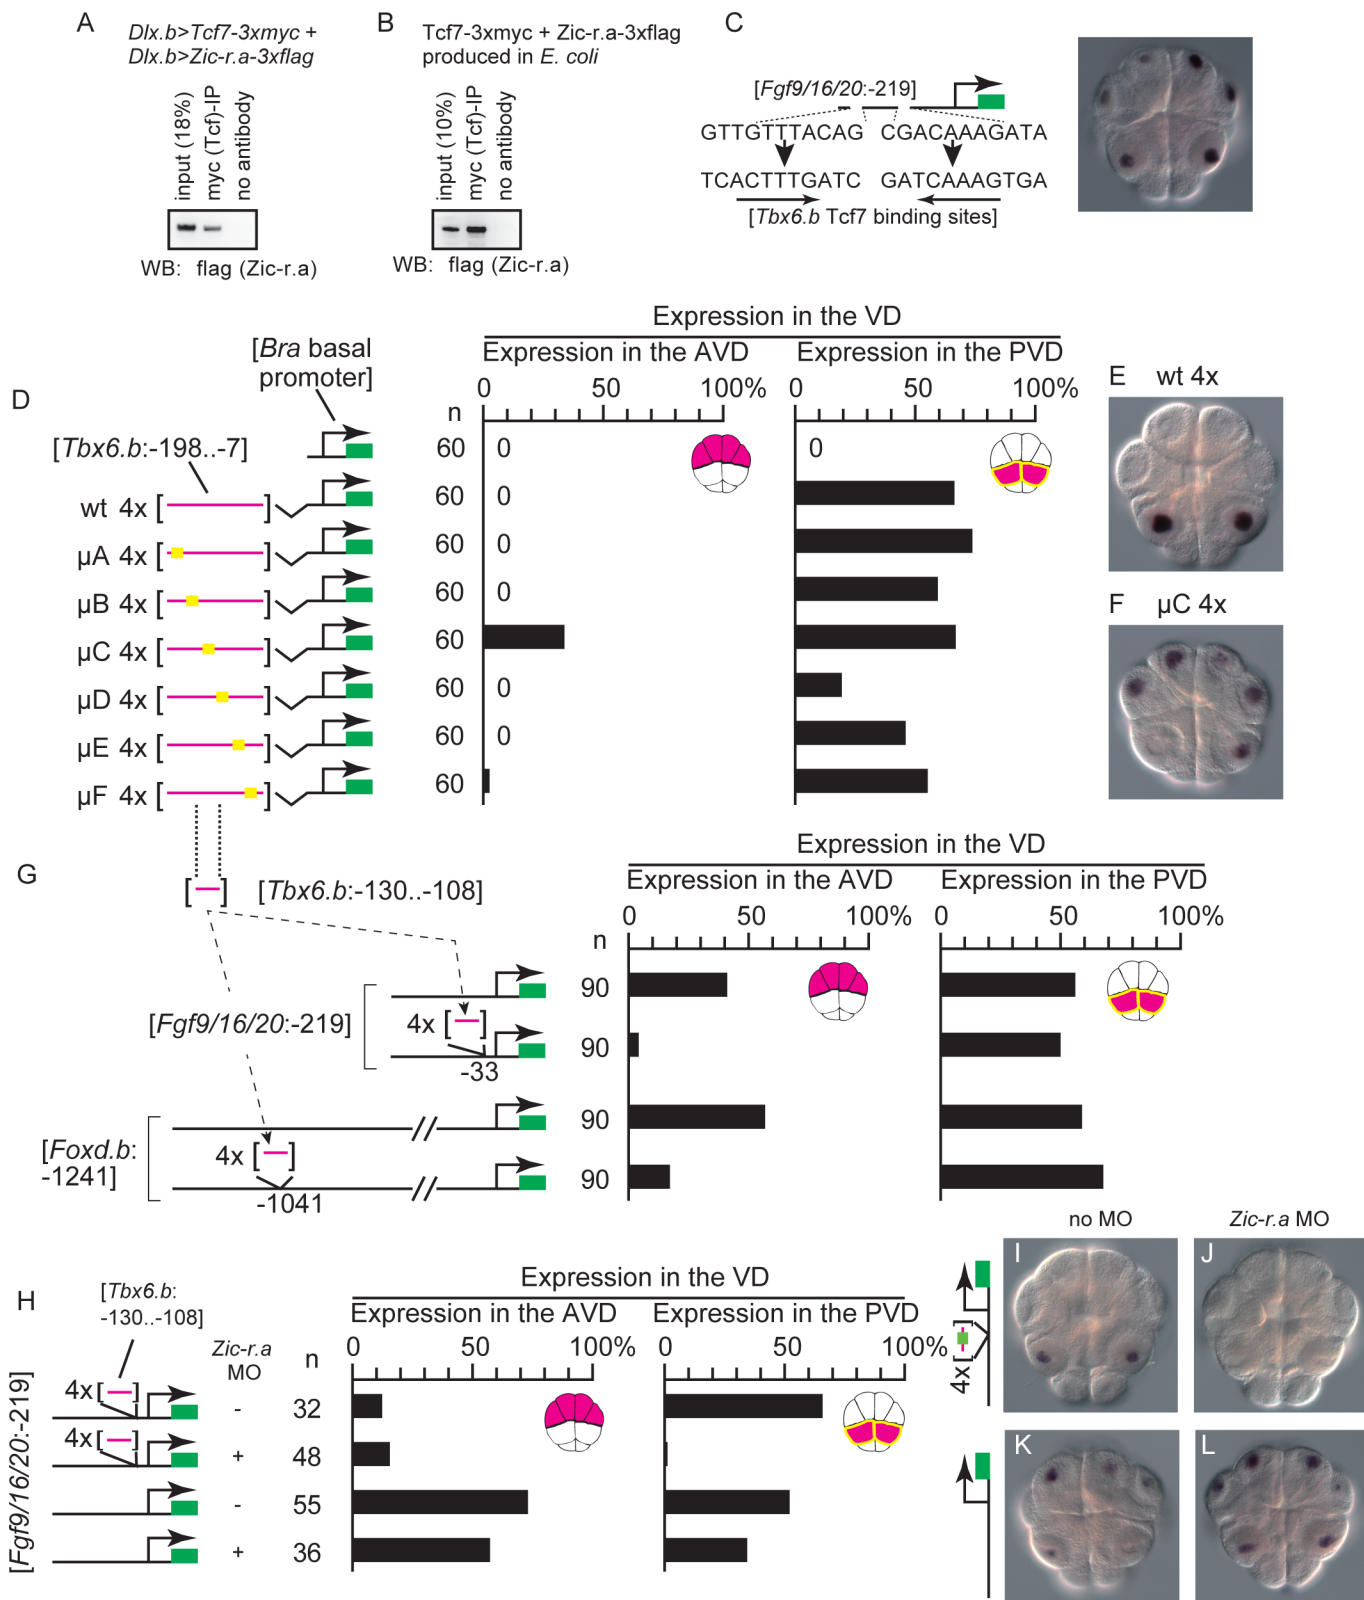 A
Dlx.b>Tcf7-3xmyc +
Dlx.b>Zic-r.a-3xflag
input (18%)
myc (Tcf)-IP
no antibody
WB: flag (Zic-r.a)
B
Tcf7-3xmyc + Zic-r.a-3xflag
produced in E. coli
input (10%)
myc (Tcf)-IP
no antibody
WB: flag (Zic-r.a)
C
[Fgf9/16/20:-219]
GTTGTTTACAG CGACAAAGATA
TCACTTTGATC GATCAAAGTGA
[Tbx6.b Tcf7 binding sites]
D
[Bra basal
promoter]
Expression in the VD
Expression in the AVD
Expression in the PVD
0 50 100%
0 50 100%
n
60 0 0
[Tbx6.b:-198..-7]
wt 4x [ ] 60 0
µA 4x [ ] 60 0
µB 4x [ ] 60 0
µC 4x [ ] 60
µD 4x [ ] 60 0
µE 4x [ ] 60 0
µF 4x [ ] 60
E wt 4x
F µC 4x
G
[ ] [Tbx6.b:-130..-108]
Expression in the VD
Expression in the AVD
Expression in the PVD
0 50 100%
0 50 100%
n
90
[Fgf9/16/20:-219]
4x [ ]
90
-33
90
[Foxd.b:
-1241]
4x [ ]
90
-1041
H
[Tbx6.b:
-130..-108]
Expression in the VD
Expression in the AVD
Expression in the PVD
0 50 100%
0 50 100%
Zic-r.a
MO
n
[Fgf9/16/20:-219]
4x [ ] - 32
4x [ ] + 48
- 55
+ 36
no MO
Zic-r.a MO
4x [ ]
I
J
K
L